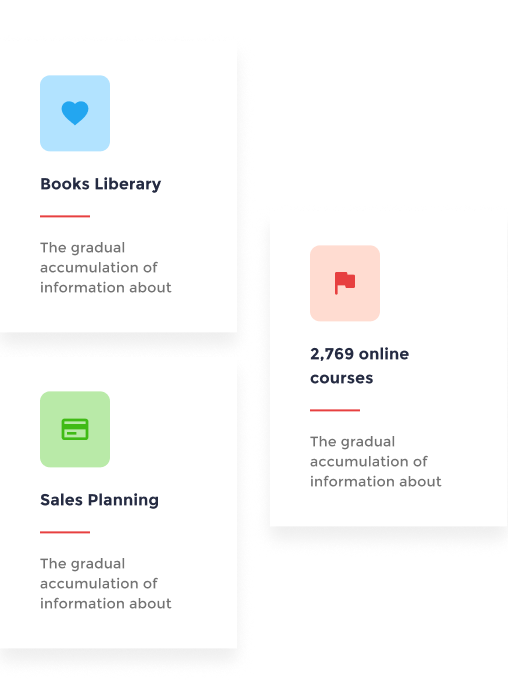 Books Liberary
The gradual
accumulation of
information about
Sales Planning
The gradual
accumulation of
information about
2,769 online
courses
The gradual
accumulation of
information about